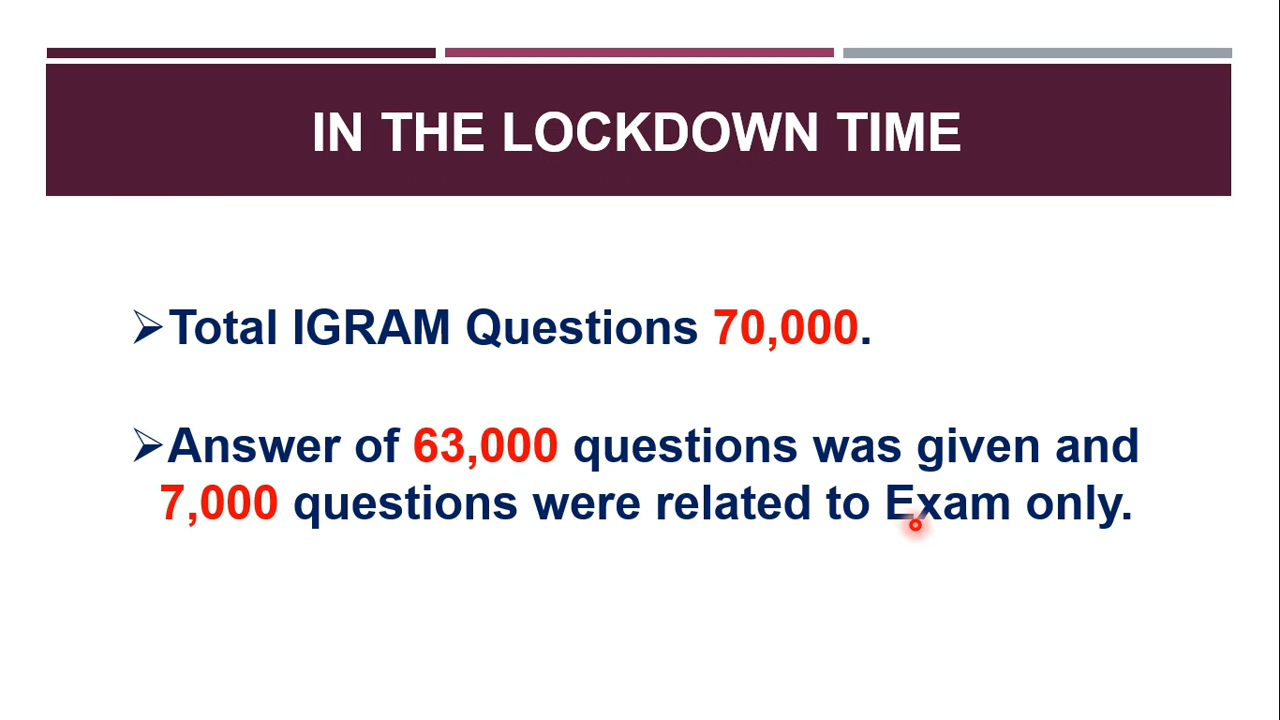 IN THE LOCKDOWN TIME
➢Total IGRAM Questions 70,000.
➢Answer of 63,000 questions was given and
7,000 questions were related to Exam only.